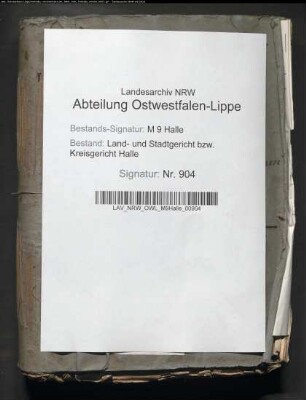 Landesarchiv NRW
Abteilung Ostwestfalen-Lippe
Bestands-Signatur: M 9 Halle
Bestand: Land- und Stadtgericht bzw.
Kreisgericht Halle
Signatur: Nr. 904
LAV_NRW_OWL_M9Halle_00904